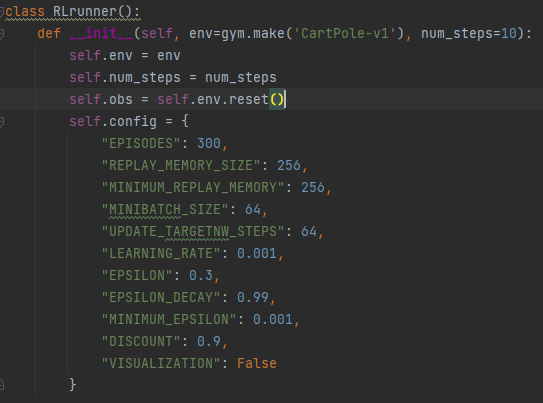 class RLrunner():
    def __init__(self, env=gym.make('CartPole-v1'), num_steps=10):
        self.env = env
        self.num_steps = num_steps
        self.obs = self.env.reset()
        self.config = {
            "EPISODES": 300,
            "REPLAY_MEMORY_SIZE": 256,
            "MINIMUM_REPLAY_MEMORY": 256,
            "MINIBATCH_SIZE": 64,
            "UPDATE_TARGETNW_STEPS": 64,
            "LEARNING_RATE": 0.001,
            "EPSILON": 0.3,
            "EPSILON_DECAY": 0.99,
            "MINIMUM_EPSILON": 0.001,
            "DISCOUNT": 0.9,
            "VISUALIZATION": False
        }